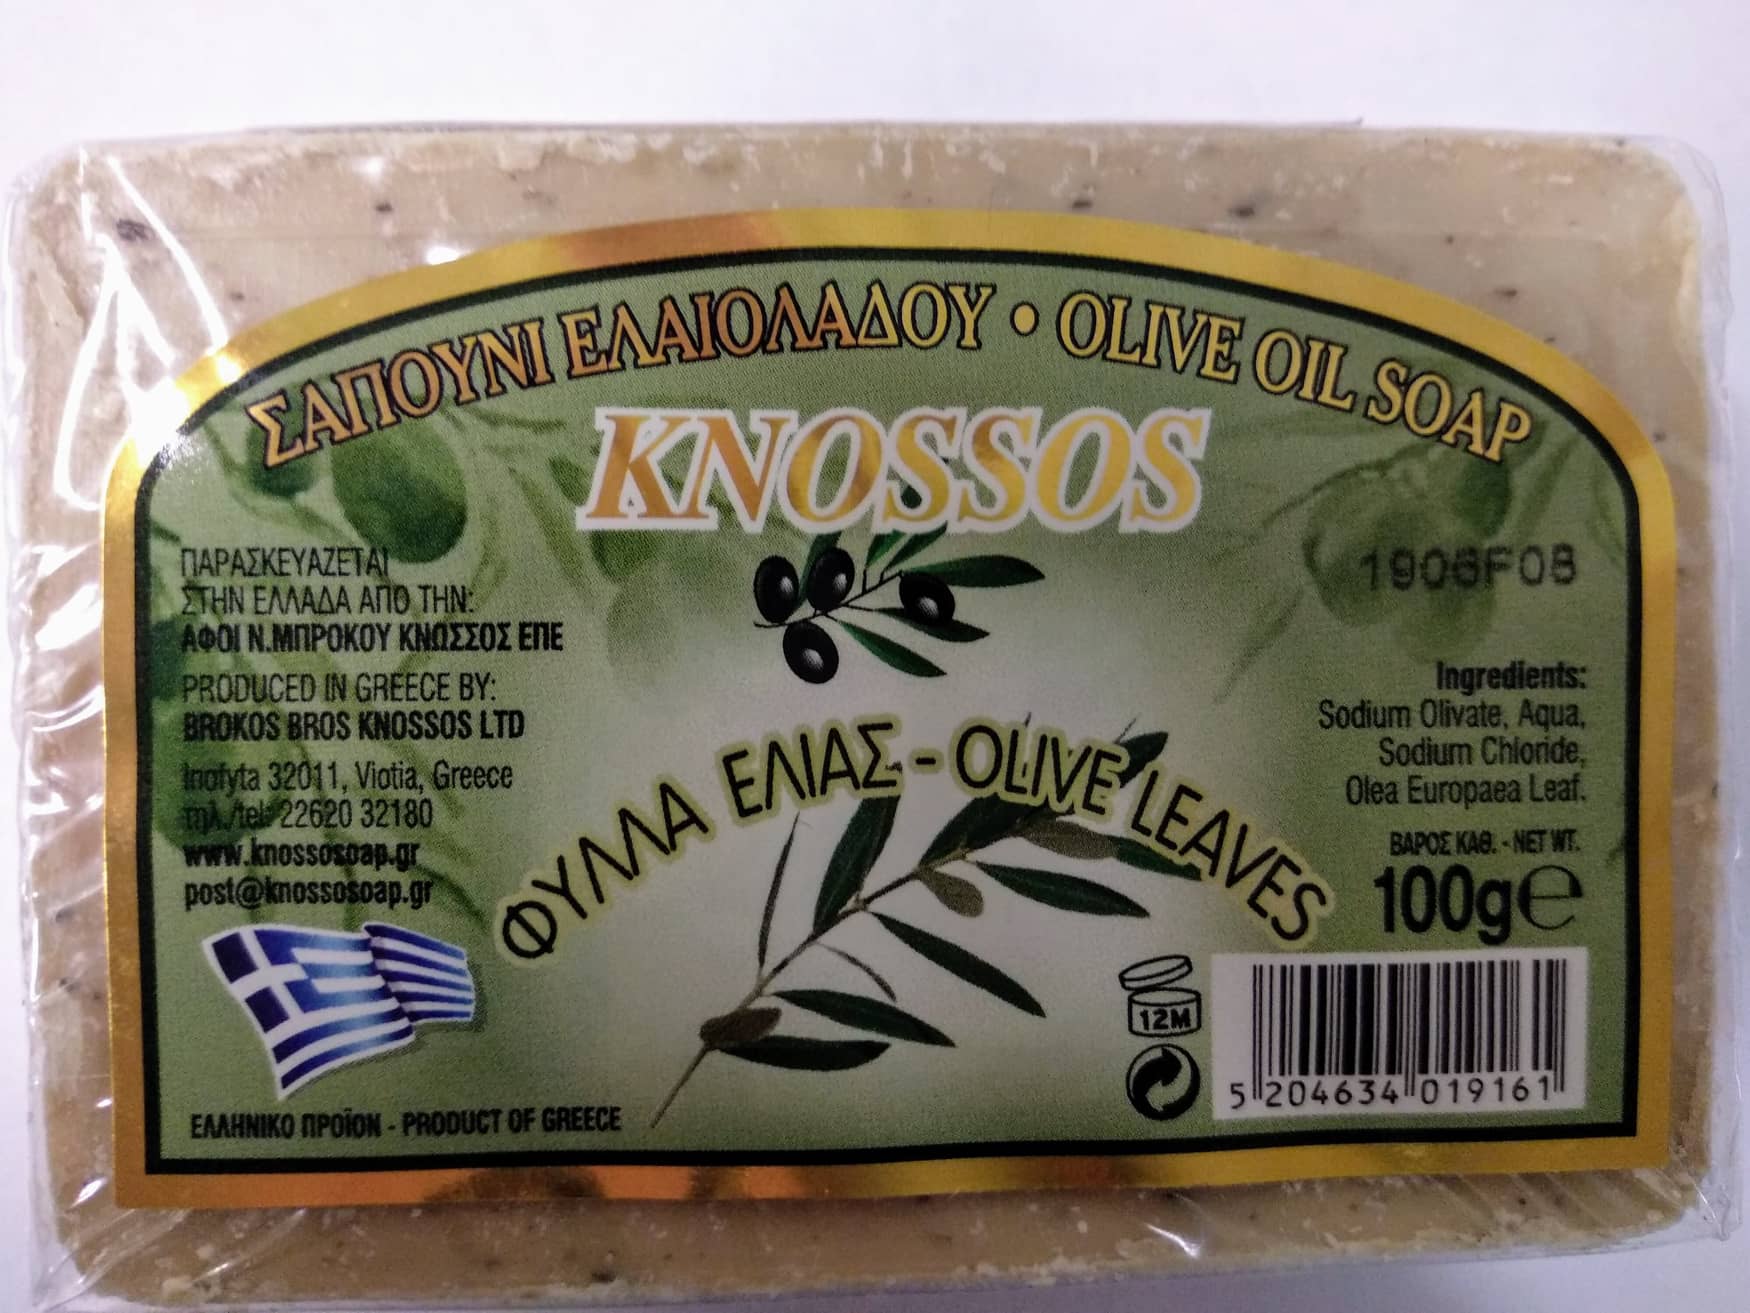 ΣΑΠΟΥΝΙ ΕΛΑΙΟΛΑΔΟΥ • OLIVE OIL SOAP
KNOSSOS
ΠΑΡΑΣΚΕΥΑΖΕΤΑΙ
ΣΤΗΝ ΕΛΛΑΔΑ ΑΠΟ ΤΗΝ:
ΑΦΟΙ Ν.ΜΠΡΟΚΟΥ ΚΝΩΣΣΟΣ ΕΠΕ
PRODUCED IN GREECE BY:
BROKOS BROS KNOSSOS LTD
Inofyta 32011, Viotia, Greece
τηλ./tel: 22620 32180
www.knossosoap.gr
post@knossosoap.gr
ΕΛΛΗΝΙΚΟ ΠΡΟΪΟΝ - PRODUCT OF GREECE
ΦΥΛΛΑ ΕΛΙΑΣ - OLIVE LEAVES
1906F08
Ingredients:
Sodium Olivate, Aqua,
Sodium Chloride,
Olea Europaea Leaf.
ΒΑΡΟΣ ΚΑΘ. - NET WT.
100g℮
12M
5 204634 019161